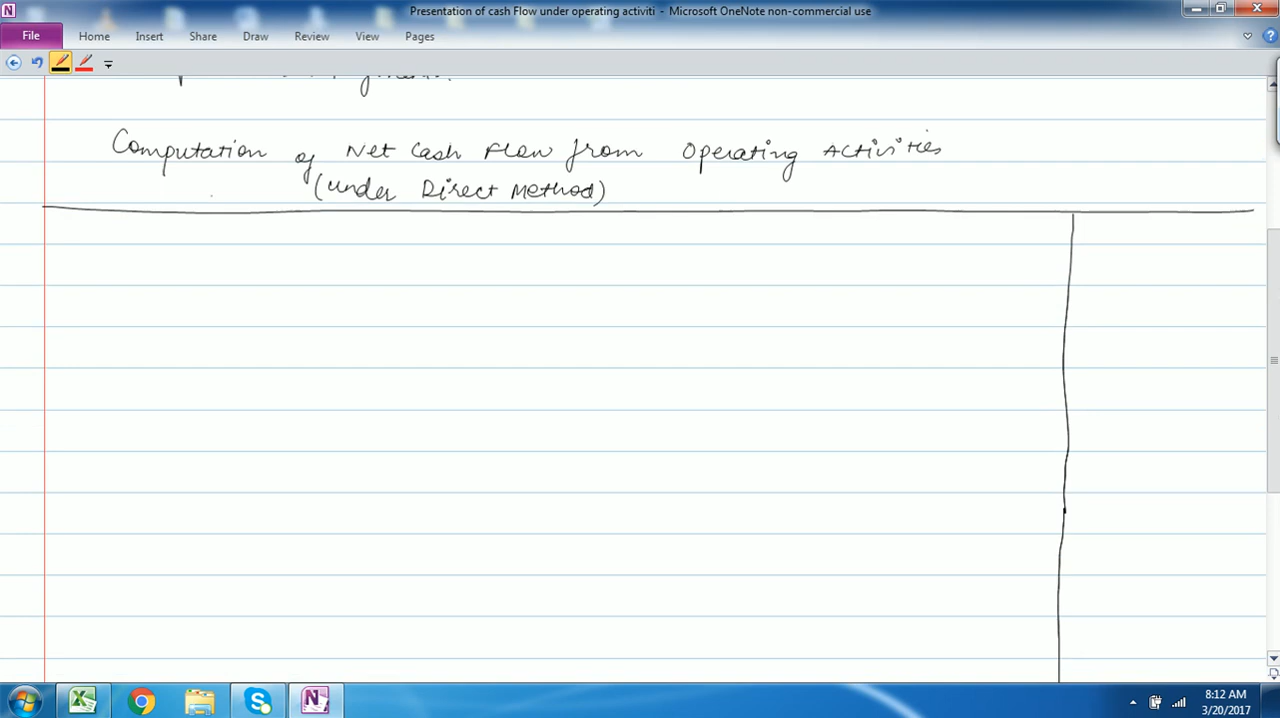 Presentation of cash Flow under operating activiti - Microsoft OneNote non-commercial use
File Home Insert Share Draw Review View Pages
Computation of Net Cash Flow from Operating Activities
(under Direct Method)
8:12 AM
3/20/2017